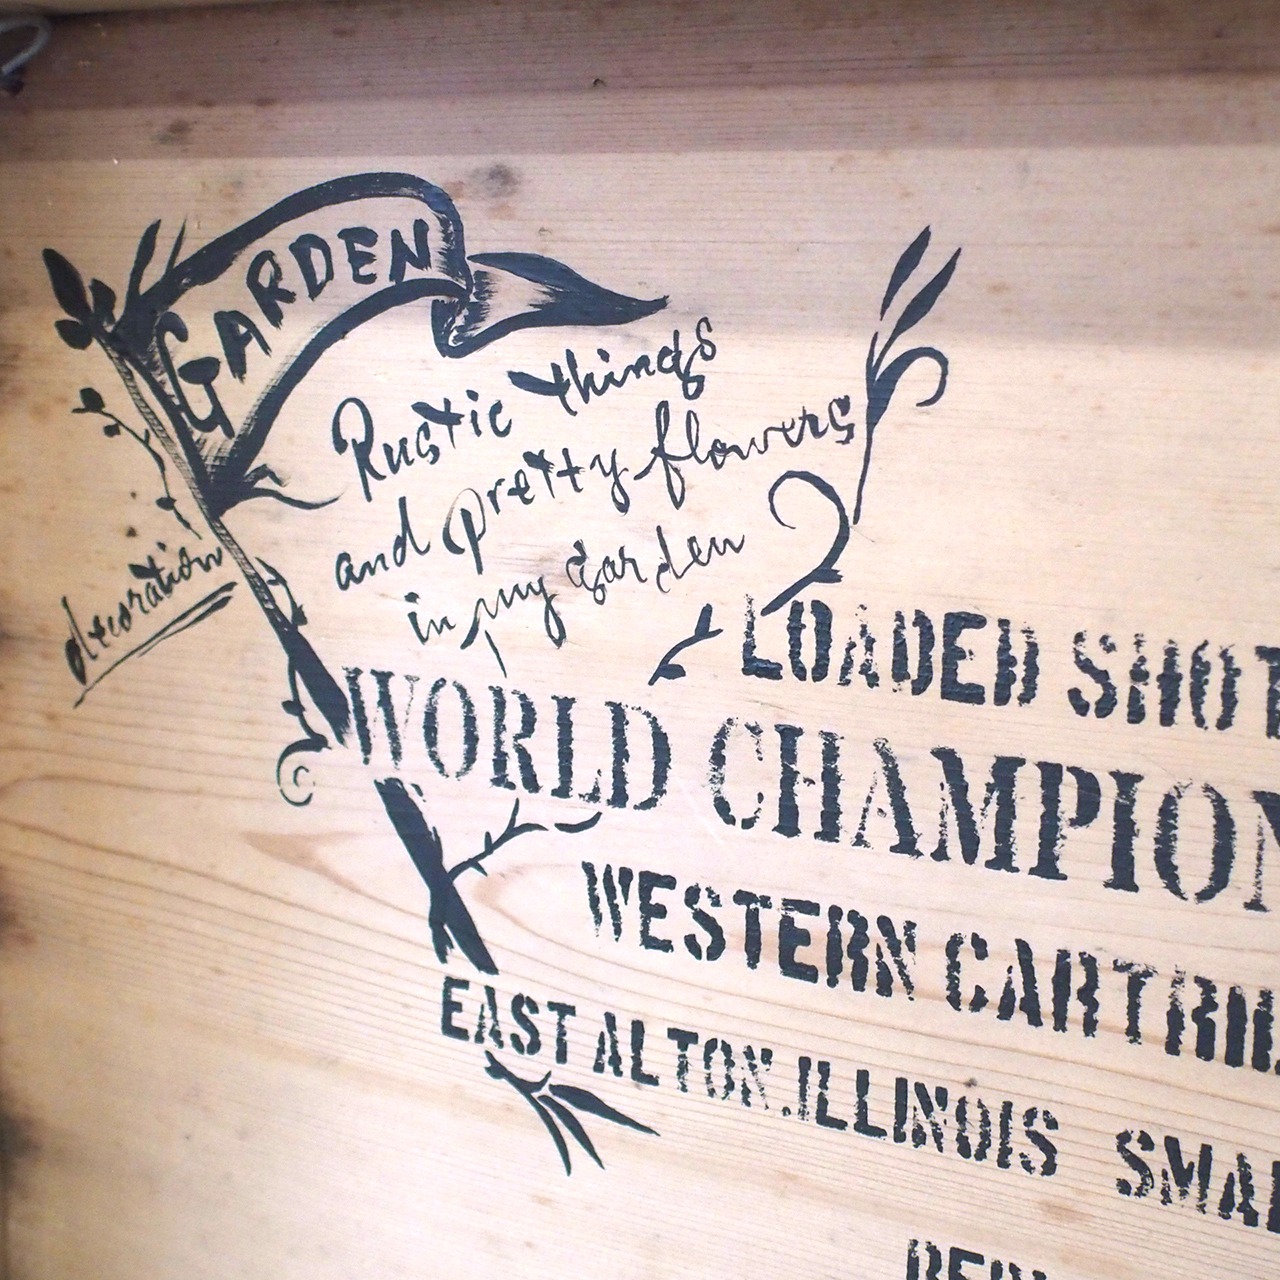 GARDEN
Rustic things
and pretty flowers
in my garden
decoration
LOADED SHOT
WORLD CHAMPION
WESTERN CARTRI
EAST ALTON.ILLINOIS SMA